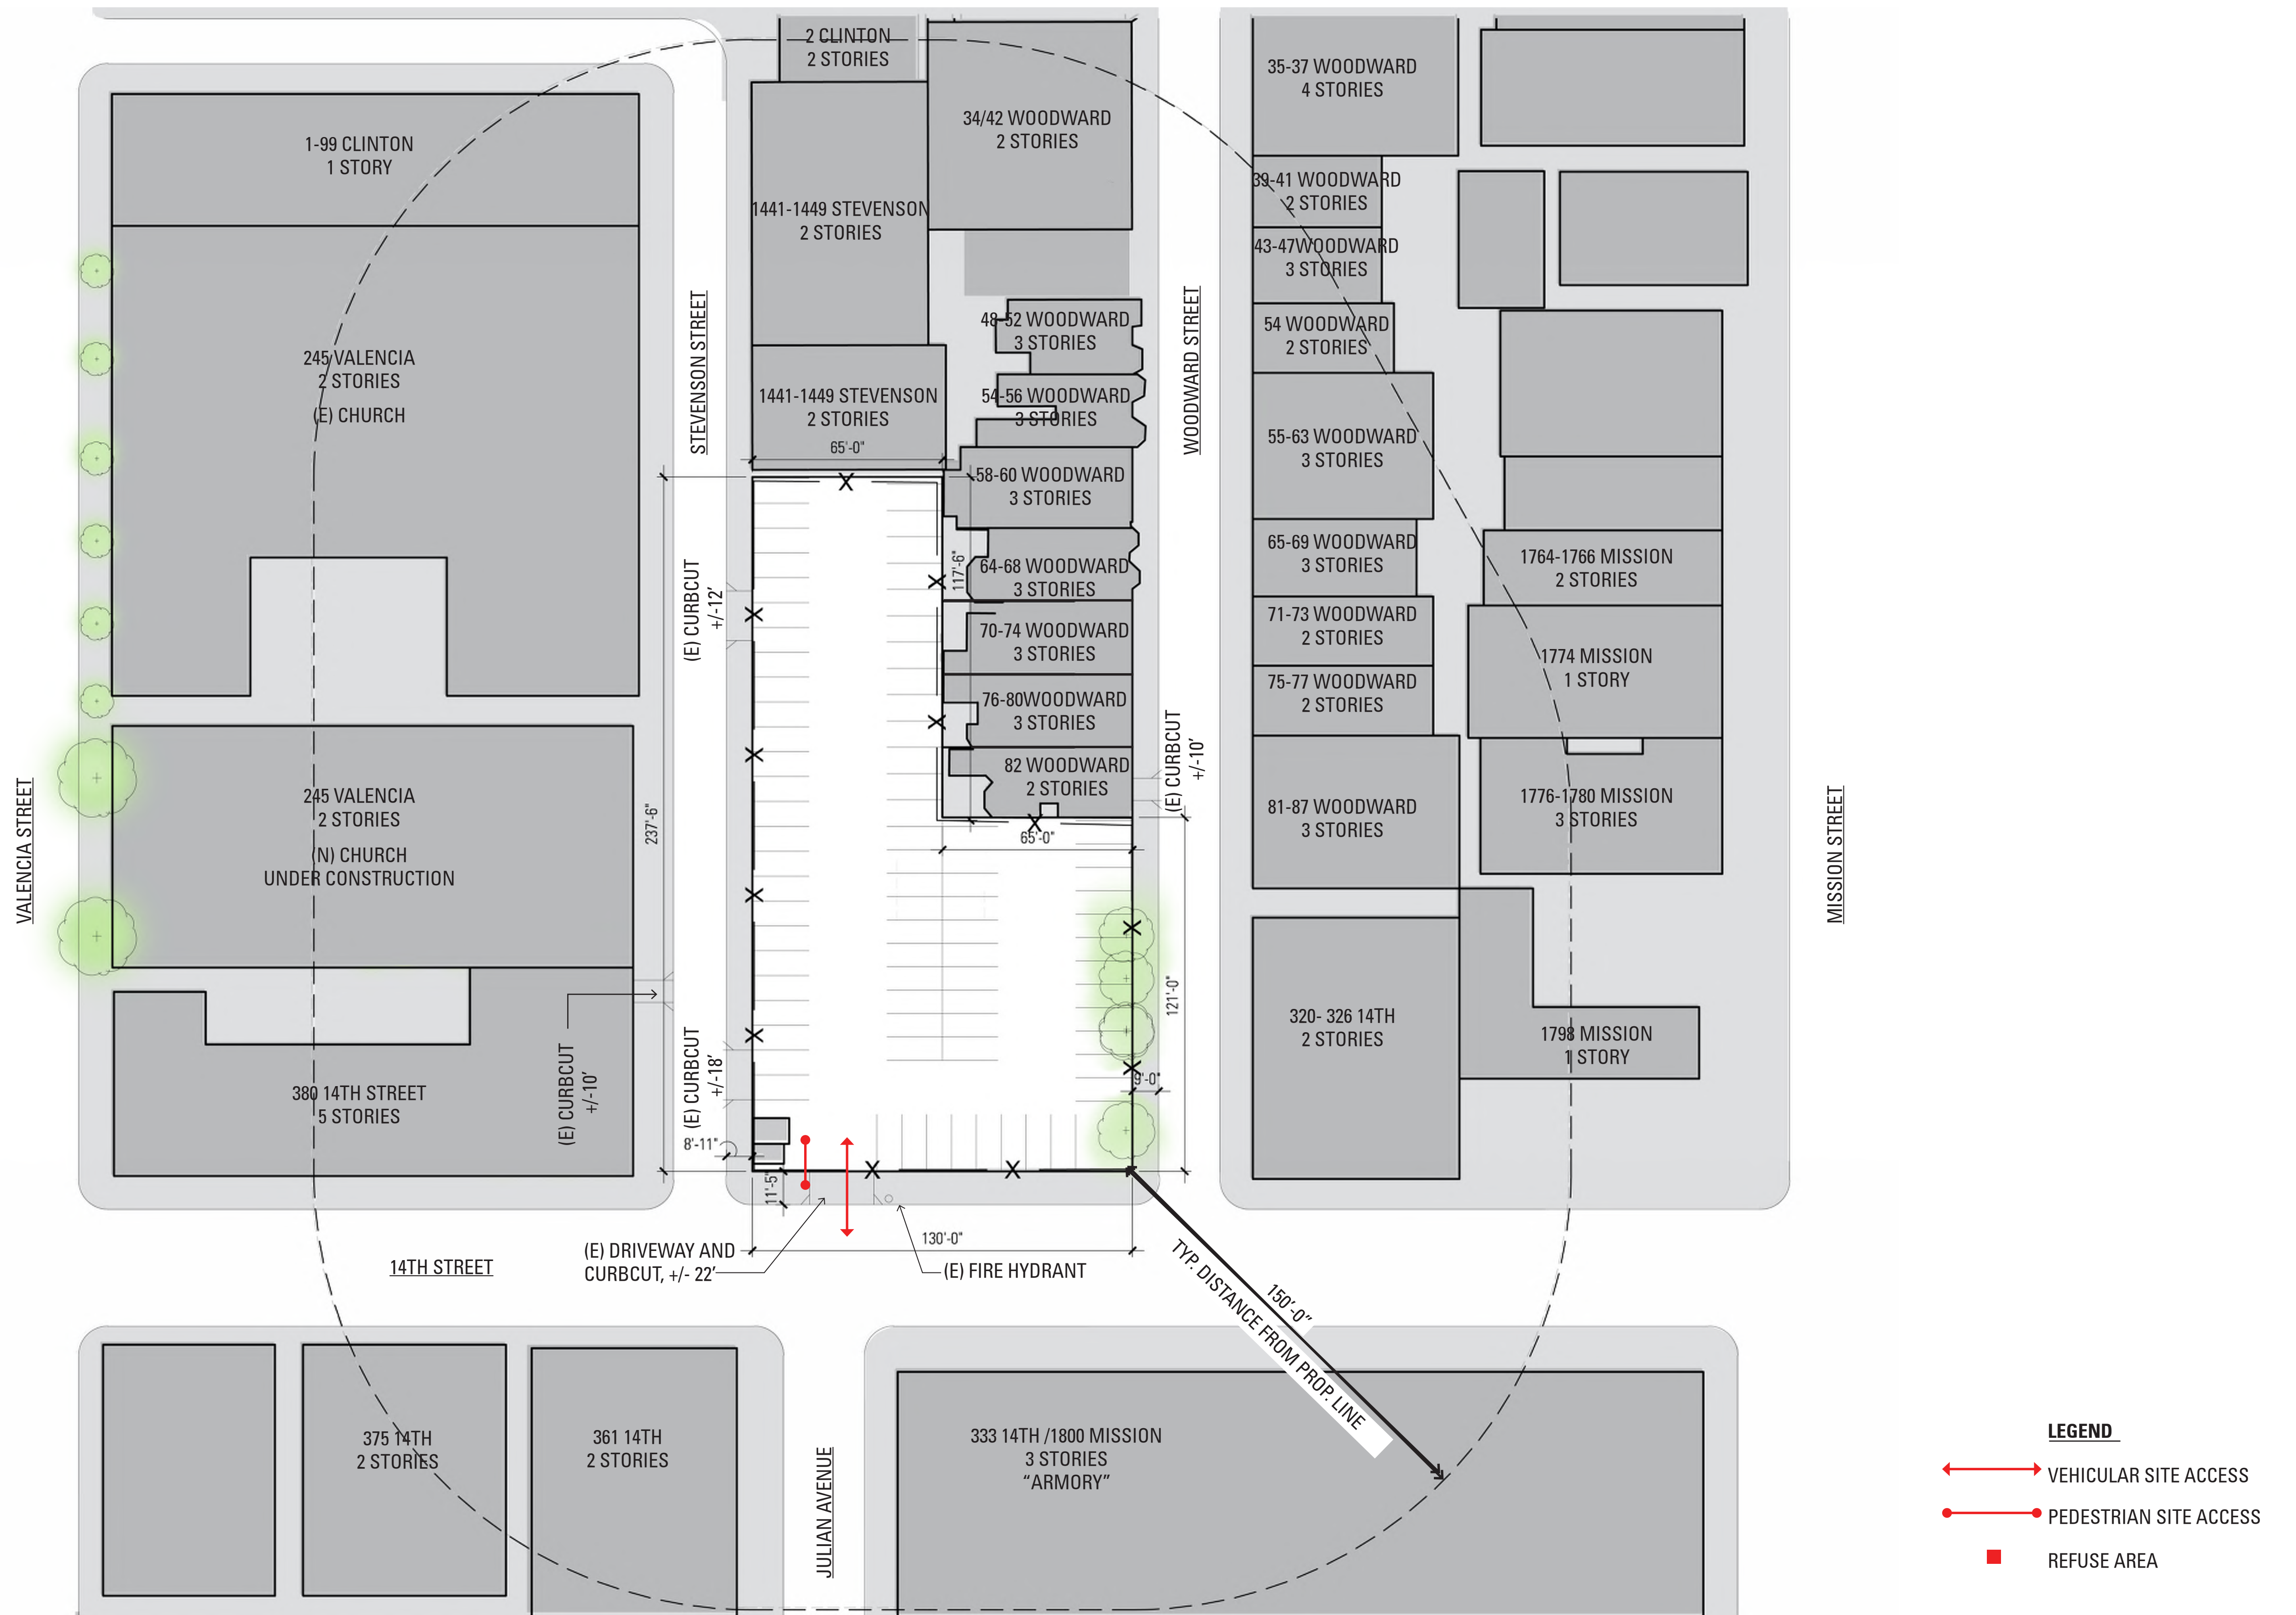 2 CLINTON
2 STORIES
34/42 WOODWARD
2 STORIES
35-37 WOODWARD
4 STORIES
1-99 CLINTON
1 STORY
1441-1449 STEVENSON
2 STORIES
39-41 WOODWARD
2 STORIES
43-47WOODWARD
3 STORIES
245 VALENCIA
2 STORIES
(E) CHURCH
STEVENSON STREET
WOODWARD STREET
48-52 WOODWARD
3 STORIES
54 WOODWARD
2 STORIES
1441-1449 STEVENSON
2 STORIES
65'-0"
54-56 WOODWARD
3 STORIES
55-63 WOODWARD
3 STORIES
58-60 WOODWARD
3 STORIES
(E) CURBCUT
+/-12'
117'-6"
64-68 WOODWARD
3 STORIES
65-69 WOODWARD
3 STORIES
1764-1766 MISSION
2 STORIES
70-74 WOODWARD
3 STORIES
71-73 WOODWARD
2 STORIES
1774 MISSION
1 STORY
76-80WOODWARD
3 STORIES
75-77 WOODWARD
2 STORIES
82 WOODWARD
2 STORIES
(E) CURBCUT
+/-10'
81-87 WOODWARD
3 STORIES
1776-1780 MISSION
3 STORIES
VALENCIA STREET
245 VALENCIA
2 STORIES
(N) CHURCH
UNDER CONSTRUCTION
237'-6"
65'-0"
MISSION STREET
121'-0"
320- 326 14TH
2 STORIES
1798 MISSION
1 STORY
380 14TH STREET
5 STORIES
(E) CURBCUT
+/-10'
(E) CURBCUT
+/-18'
9'-0"
8'-11"
11'-5"
130'-0"
14TH STREET
(E) DRIVEWAY AND
CURBCUT, +/- 22'
(E) FIRE HYDRANT
150'-0"
TYP. DISTANCE FROM PROP. LINE
375 14TH
2 STORIES
361 14TH
2 STORIES
JULIAN AVENUE
333 14TH /1800 MISSION
3 STORIES
“ARMORY”
LEGEND
VEHICULAR SITE ACCESS
PEDESTRIAN SITE ACCESS
REFUSE AREA